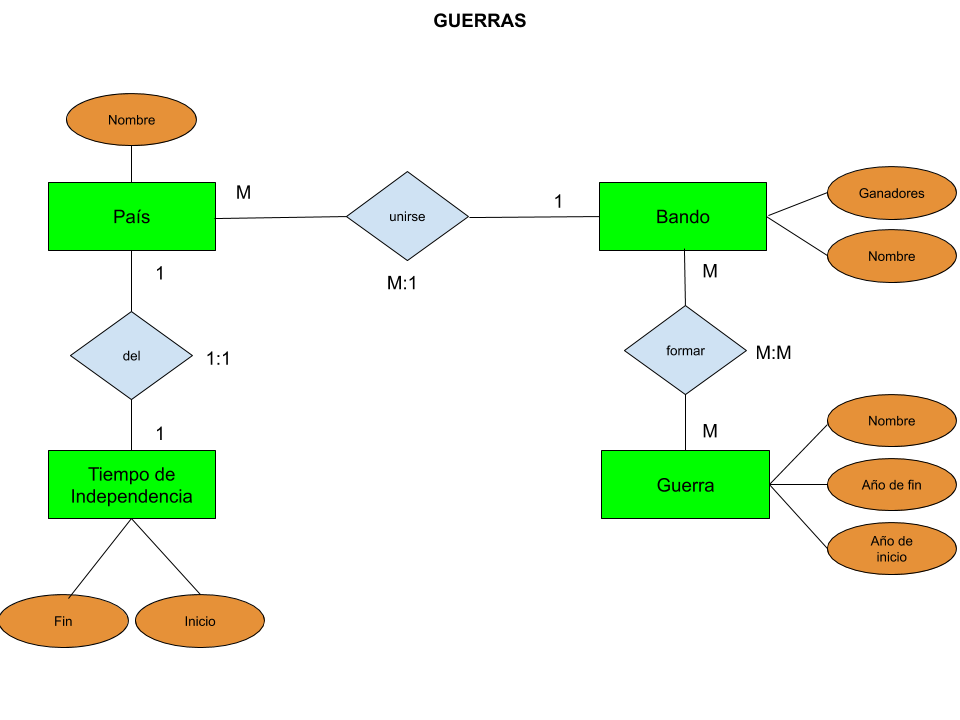 GUERRAS
Nombre
País
M
unirse
M:1
1
Bando
Ganadores
Nombre
1
del
1:1
1
M
formar
M:M
M
Tiempo de
Independencia
Guerra
Nombre
Año de fin
Año de
inicio
Fin
Inicio